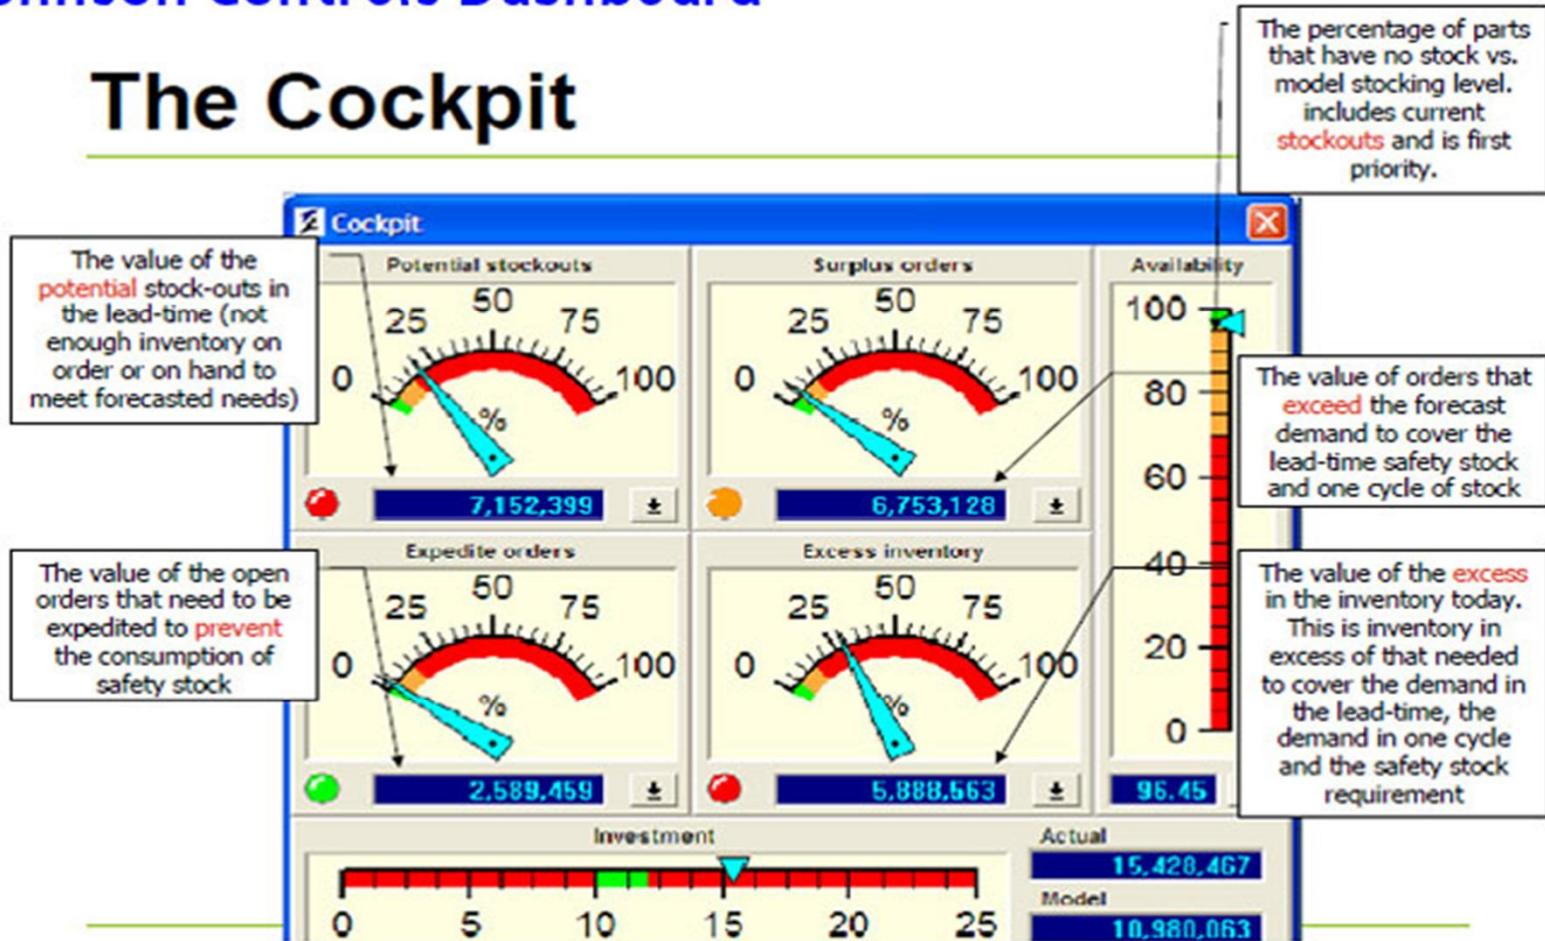 Controls Dashboard
The Cockpit
The percentage of parts
that have no stock vs.
model stocking level.
includes current
stockouts and is first
priority.
Cockpit
The value of the
potential stock-outs in
the lead-time (not
enough inventory on
order or on hand to
meet forecasted needs)
Potential stockouts
0 25 50 75 100
%
7,152,399
Surplus orders
0 25 50 75 100
%
6,753,128
Availability
100
80
60
40
20
0
96.45
The value of orders that
exceed the forecast
demand to cover the
lead-time safety stock
and one cycle of stock
The value of the open
orders that need to be
expedited to prevent
the consumption of
safety stock
Expedite orders
0 25 50 75 100
%
2,589,459
Excess inventory
0 25 50 75 100
%
5,888,563
The value of the excess
in the inventory today.
This is inventory in
excess of that needed
to cover the demand in
the lead-time, the
demand in one cycle
and the safety stock
requirement
Investment
0 5 10 15 20 25
Actual
15,428,467
Model
10,980,063